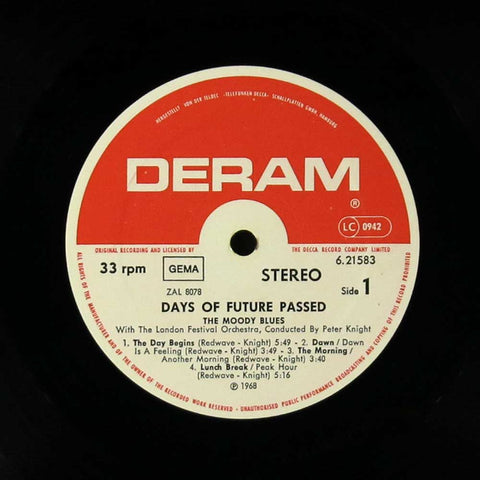 HERGESTELLT VON DER TELDEC »TELEFUNKEN DECCA« SCHALLPLATTEN GMBH, HAMBURG
DERAM
®
LC 0942
ORIGINAL RECORDING AND LICENSED BY THE DECCA RECORD COMPANY LIMITED
33 rpm GEMA STEREO 6.21583
ZAL 8078 Side 1
DAYS OF FUTURE PASSED
THE MOODY BLUES
With The London Festival Orchestra, Conducted By Peter Knight
1. The Day Begins (Redwave - Knight) 5:49 - 2. Dawn / Dawn
Is A Feeling (Redwave - Knight) 3:49 - 3. The Morning /
Another Morning (Redwave - Knight) 3:40
4. Lunch Break / Peak Hour
(Redwave - Knight) 5:16
℗ 1968
ALL RIGHTS OF THE MANUFACTURER AND OF THE OWNER OF THE RECORDED WORK RESERVED - UNAUTHORISED PUBLIC PERFORMANCE BROADCASTING AND COPYING OF THIS RECORD PROHIBITED